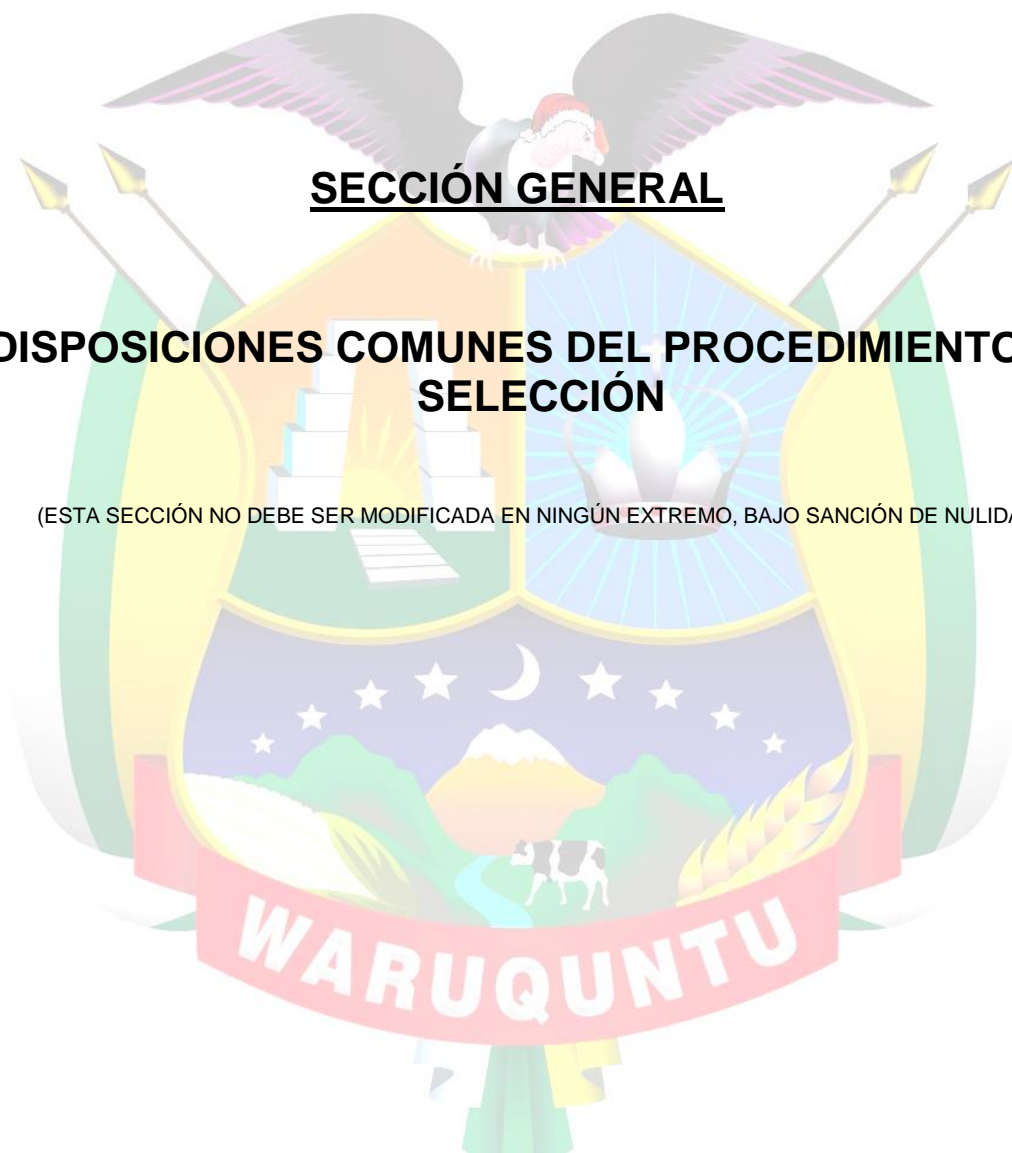 SECCIÓN GENERAL
DISPOSICIONES COMUNES DEL PROCEDIMIENTO
SELECCIÓN
(ESTA SECCIÓN NO DEBE SER MODIFICADA EN NINGÚN EXTREMO, BAJO SANCIÓN DE NULIDA
WARUQUNTU